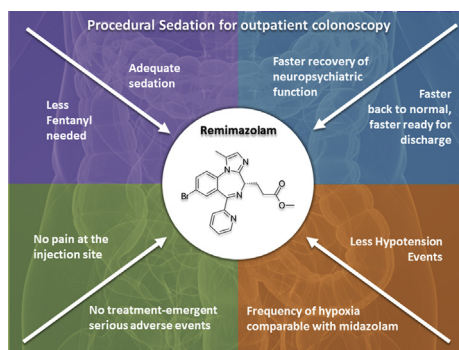 Procedural Sedation for outpatient colonoscopy
Adequate
sedation
Less
Fentanyl
needed
Faster recovery of
neuropsychiatric
function
Faster
back to normal,
faster ready for
discharge
Remimazolam
Me
N
N
Br
N
N
O
O
No pain at the
injection site
No treatment-emergent
serious adverse events
Less Hypotension
Events
Frequency of hypoxia
comparable with midazolam